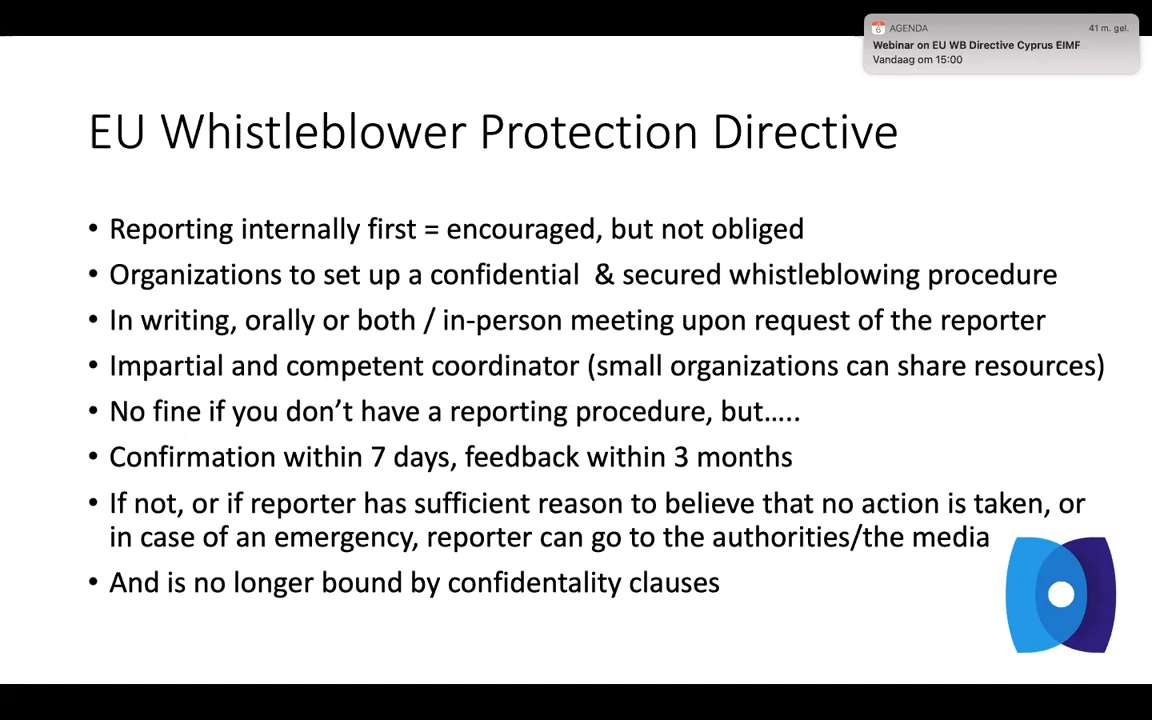 6 AGENDA 41 m. gel.
Webinar on EU WB Directive Cyprus EIMF
Vandaag om 15:00
EU Whistleblower Protection Directive
• Reporting internally first = encouraged, but not obliged
• Organizations to set up a confidential & secured whistleblowing procedure
• In writing, orally or both / in-person meeting upon request of the reporter
• Impartial and competent coordinator (small organizations can share resources)
• No fine if you don’t have a reporting procedure, but…..
• Confirmation within 7 days, feedback within 3 months
• If not, or if reporter has sufficient reason to believe that no action is taken, or
in case of an emergency, reporter can go to the authorities/the media
• And is no longer bound by confidentality clauses